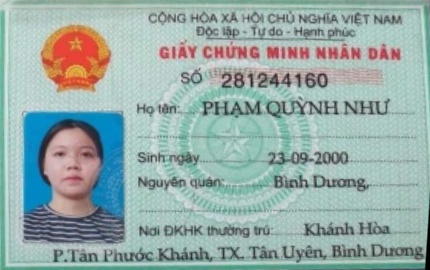 CỘNG HÒA XÃ HỘI CHỦ NGHĨA VIỆT NAM
Độc lập - Tự do - Hạnh phúc
GIẤY CHỨNG MINH NHÂN DÂN
SỐ 281244160
Họ tên: PHẠM QUỲNH NHƯ
Sinh ngày 23-09-2000
Nguyên quán: Bình Dương,
Nơi ĐKHK thường trú: Khánh Hòa
P.Tân Phước Khánh, TX. Tân Uyên, Bình Dương